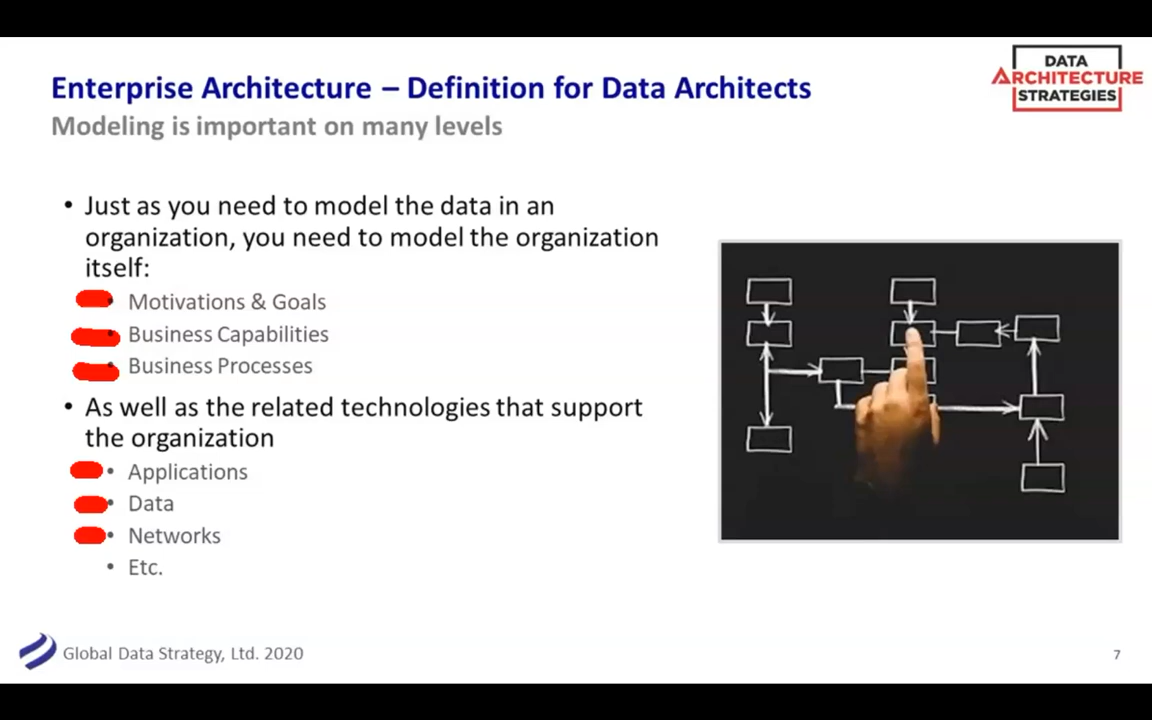 Enterprise Architecture – Definition for Data Architects
DATA
ARCHITECTURE
STRATEGIES
Modeling is important on many levels
• Just as you need to model the data in an
organization, you need to model the organization
itself:
• Motivations & Goals
• Business Capabilities
• Business Processes
• As well as the related technologies that support
the organization
• Applications
• Data
• Networks
• Etc.
Global Data Strategy, Ltd. 2020
7